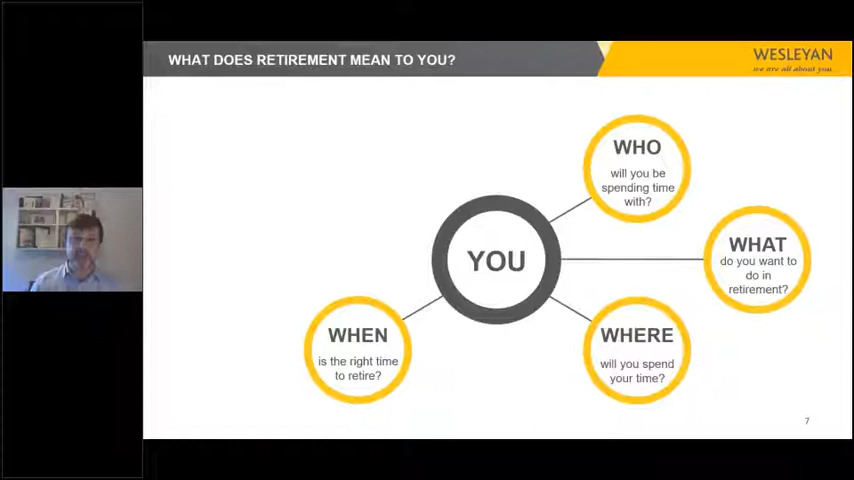 WHAT DOES RETIREMENT MEAN TO YOU?
WESLEYAN
we are all about you
WHO
will you be
spending time
with?
WHAT
do you want to
do in
retirement?
YOU
WHEN
is the right time
to retire?
WHERE
will you spend
your time?
7